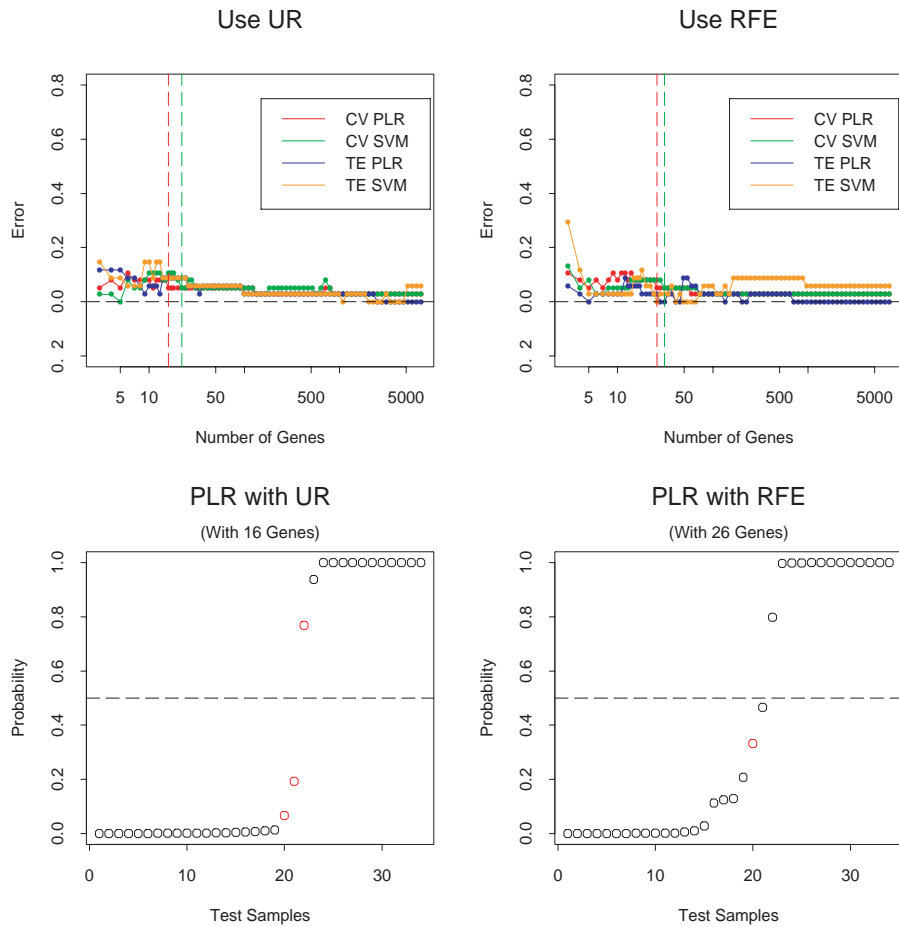 Use UR
Error
0.8
0.6
0.4
0.2
0.0
0. 2
CV PLR
CV SVM
TE PLR
TE SVM
5 10 50 500 5000
Number of Genes
Use RFE
Error
0.8
0.6
0.4
0.2
0.0
0. 2
CV PLR
CV SVM
TE PLR
TE SVM
5 10 50 500 5000
Number of Genes
PLR with UR
(With 16 Genes)
Probability
1.0
0.8
0.6
0.4
0.2
0.0
0 10 20 30
Test Samples
PLR with RFE
(With 26 Genes)
Probability
1.0
0.8
0.6
0.4
0.2
0.0
0 10 20 30
Test Samples